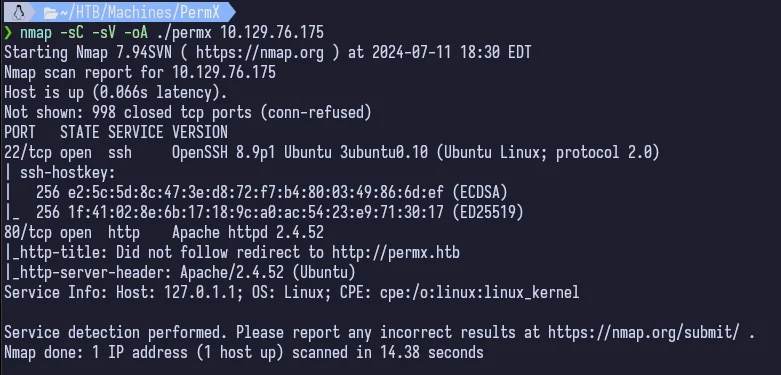 ~/HTB/Machines/PermX
❯ nmap -sC -sV -oA ./permx 10.129.76.175
Starting Nmap 7.94SVN ( https://nmap.org ) at 2024-07-11 18:30 EDT
Nmap scan report for 10.129.76.175
Host is up (0.066s latency).
Not shown: 998 closed tcp ports (conn-refused)
PORT   STATE SERVICE VERSION
22/tcp open  ssh     OpenSSH 8.9p1 Ubuntu 3ubuntu0.10 (Ubuntu Linux; protocol 2.0)
| ssh-hostkey:
|   256 e2:5c:5d:8c:47:3e:d8:72:f7:b4:80:03:49:86:6d:ef (ECDSA)
|_  256 1f:41:02:8e:6b:17:18:9c:a0:ac:54:23:e9:71:30:17 (ED25519)
80/tcp open  http    Apache httpd 2.4.52
|_http-title: Did not follow redirect to http://permx.htb
|_http-server-header: Apache/2.4.52 (Ubuntu)
Service Info: Host: 127.0.1.1; OS: Linux; CPE: cpe:/o:linux:linux_kernel
Service detection performed. Please report any incorrect results at https://nmap.org/submit/ .
Nmap done: 1 IP address (1 host up) scanned in 14.38 seconds